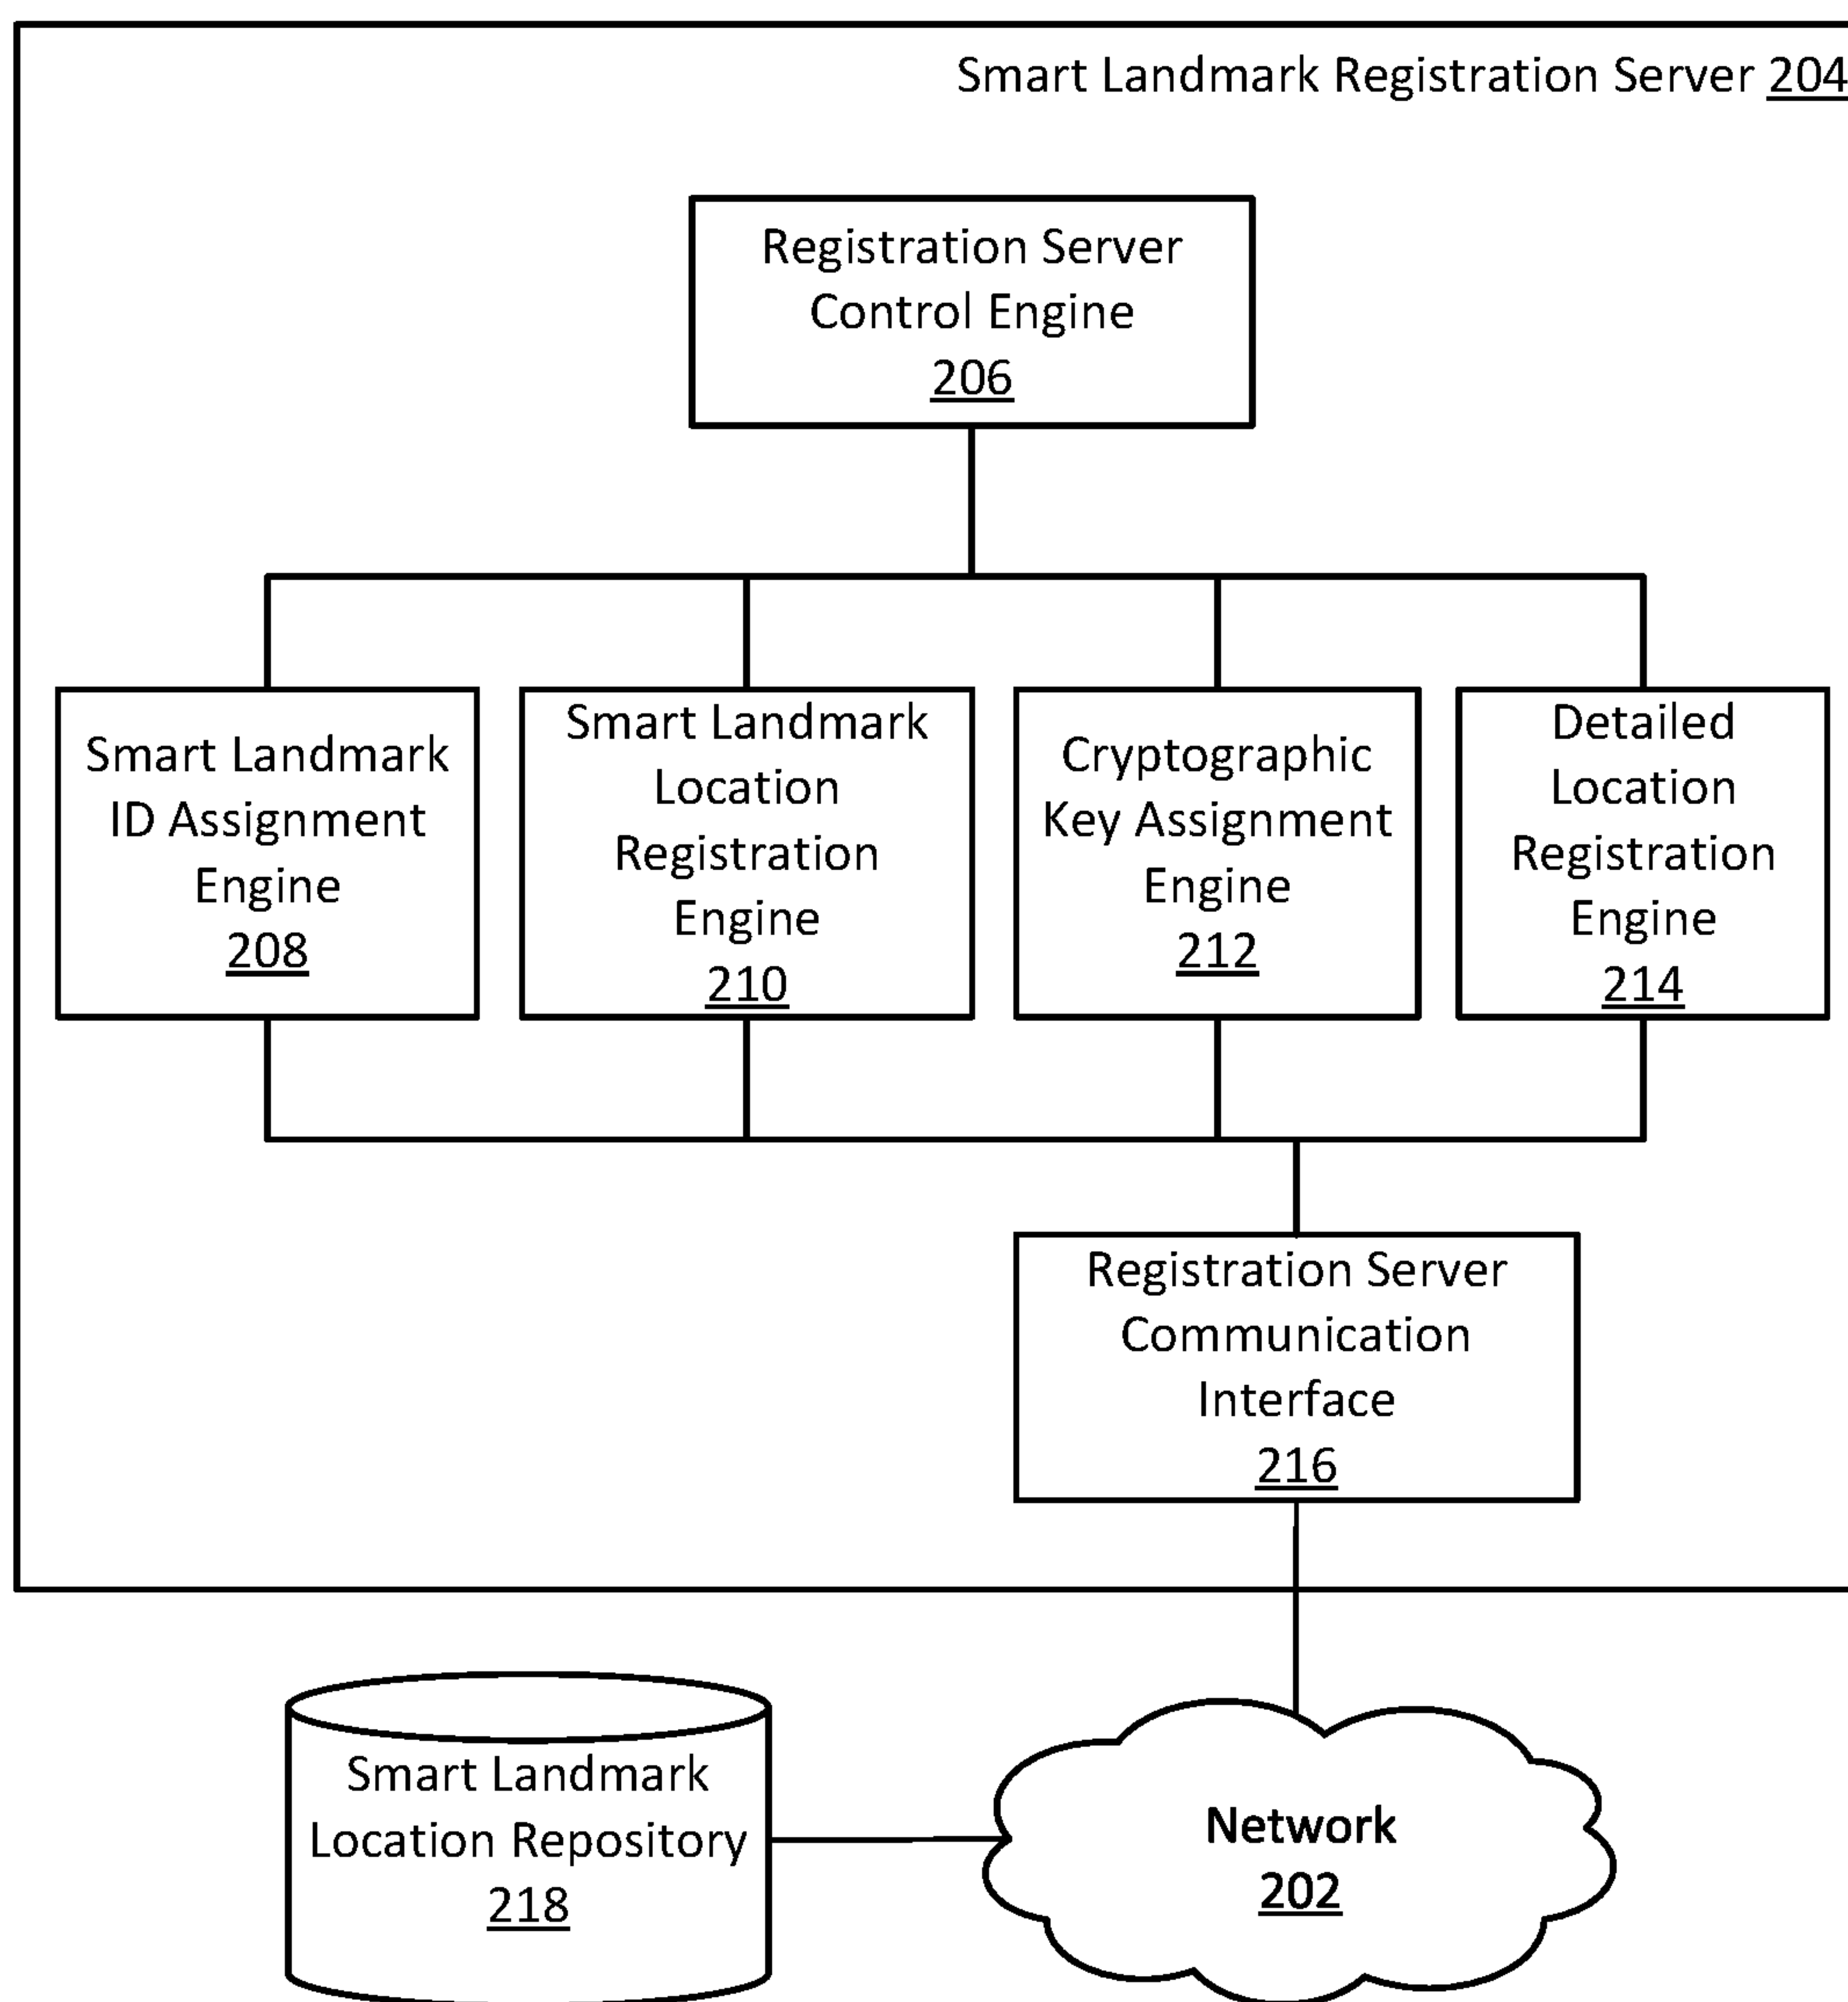 Smart Landmark Registration Server 204
Registration Server
Control Engine
206
Smart Landmark
ID Assignment
Engine
208
Smart Landmark
Location
Registration
Engine
210
Cryptographic
Key Assignment
Engine
212
Detailed
Location
Registration
Engine
214
Registration Server
Communication
Interface
216
Smart Landmark
Location Repository
218
Network
202